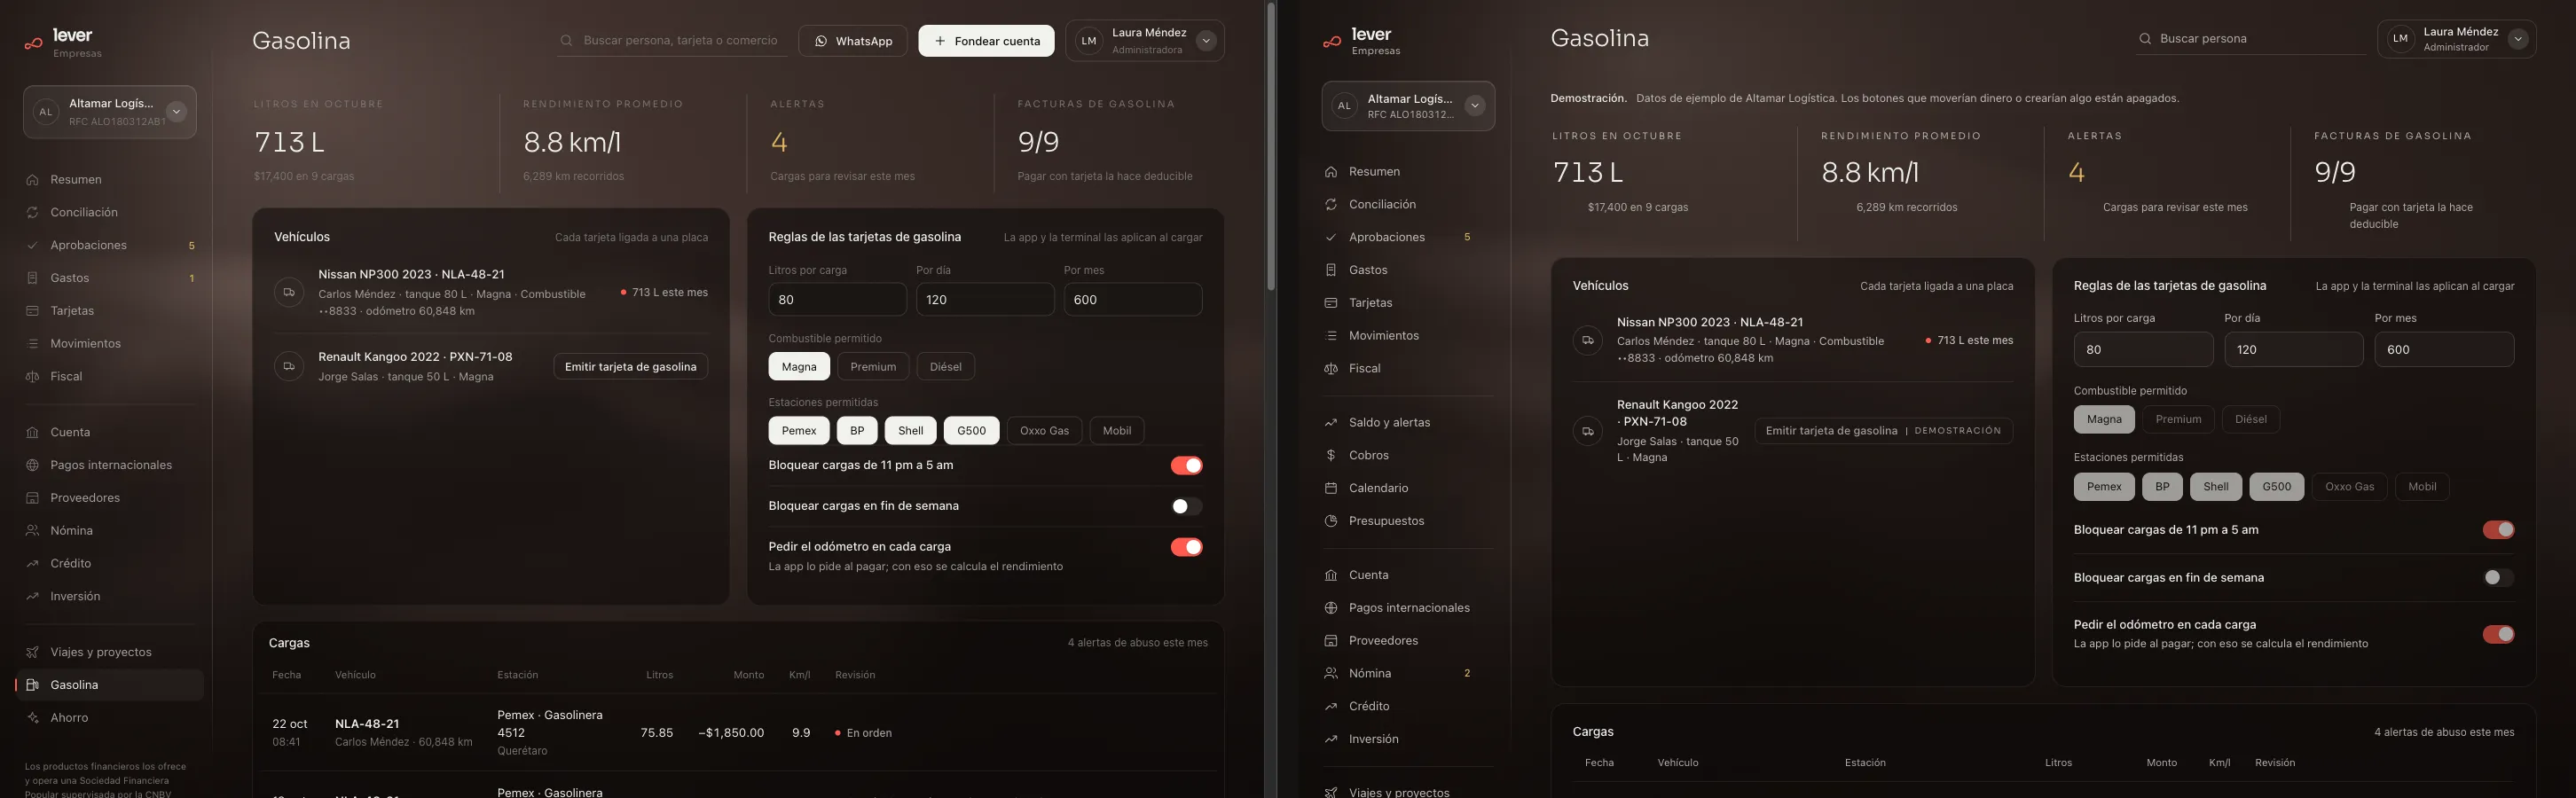 lever
Empresas
AL
Altamar Logís...
RFC ALO180312AB1
Resumen
Conciliación
Aprobaciones 5
Gastos 1
Tarjetas
Movimientos
Fiscal
Cuenta
Pagos internacionales
Proveedores
Nómina
Crédito
Inversión
Viajes y proyectos
Gasolina
Ahorro
Los productos financieros los ofrece
y opera una Sociedad Financiera
Popular supervisada por la CNBV
Gasolina
Buscar persona, tarjeta o comercio
WhatsApp
+ Fondear cuenta
LM
Laura Méndez
Administradora
LITROS EN OCTUBRE
713 L
$17,400 en 9 cargas
RENDIMIENTO PROMEDIO
8.8 km/l
6,289 km recorridos
ALERTAS
4
Cargas para revisar este mes
FACTURAS DE GASOLINA
9/9
Pagar con tarjeta la hace deducible
Vehículos
Cada tarjeta ligada a una placa
Nissan NP300 2023 · NLA-48-21
Carlos Méndez · tanque 80 L · Magna · Combustible
··8833 · odómetro 60,848 km
713 L este mes
Renault Kangoo 2022 · PXN-71-08
Jorge Salas · tanque 50 L · Magna
Emitir tarjeta de gasolina
Reglas de las tarjetas de gasolina
La app y la terminal las aplican al cargar
Litros por carga Por día Por mes
80 120 600
Combustible permitido
Magna Premium Diésel
Estaciones permitidas
Pemex BP Shell G500 Oxxo Gas Mobil
Bloquear cargas de 11 pm a 5 am
Bloquear cargas en fin de semana
Pedir el odómetro en cada carga
La app lo pide al pagar; con eso se calcula el rendimiento
Cargas
4 alertas de abuso este mes
Fecha Vehículo Estación Litros Monto Km/l Revisión
22 oct
08:41
NLA-48-21
Carlos Méndez · 60,848 km
Pemex · Gasolinera
4512
Querétaro
75.85 –$1,850.00 9.9 En orden
Pemex · Gasolinera
lever
Empresas
AL
Altamar Logís...
RFC ALO180312...
Resumen
Conciliación
Aprobaciones 5
Gastos
Tarjetas
Movimientos
Fiscal
Saldo y alertas
Cobros
Calendario
Presupuestos
Cuenta
Pagos internacionales
Proveedores
Nómina 2
Crédito
Inversión
Viajes y proyectos
Gasolina
Buscar persona
LM
Laura Méndez
Administrador
Demostración. Datos de ejemplo de Altamar Logística. Los botones que moverían dinero o crearían algo están apagados.
LITROS EN OCTUBRE
713 L
$17,400 en 9 cargas
RENDIMIENTO PROMEDIO
8.8 km/l
6,289 km recorridos
ALERTAS
4
Cargas para revisar este mes
FACTURAS DE GASOLINA
9/9
Pagar con tarjeta la hace
deducible
Vehículos
Cada tarjeta ligada a una placa
Nissan NP300 2023 · NLA-48-21
Carlos Méndez · tanque 80 L · Magna · Combustible
··8833 · odómetro 60,848 km
713 L este mes
Renault Kangoo 2022
· PXN-71-08
Jorge Salas · tanque 50
L · Magna
Emitir tarjeta de gasolina | DEMOSTRACIÓN
Reglas de las tarjetas de gasolina
La app y la terminal las aplican al cargar
Litros por carga Por día Por mes
80 120 600
Combustible permitido
Magna Premium Diésel
Estaciones permitidas
Pemex BP Shell G500 Oxxo Gas Mobil
Bloquear cargas de 11 pm a 5 am
Bloquear cargas en fin de semana
Pedir el odómetro en cada carga
La app lo pide al pagar; con eso se calcula el rendimiento
Cargas
4 alertas de abuso este mes
Fecha Vehículo Estación Litros Monto Km/l Revisión